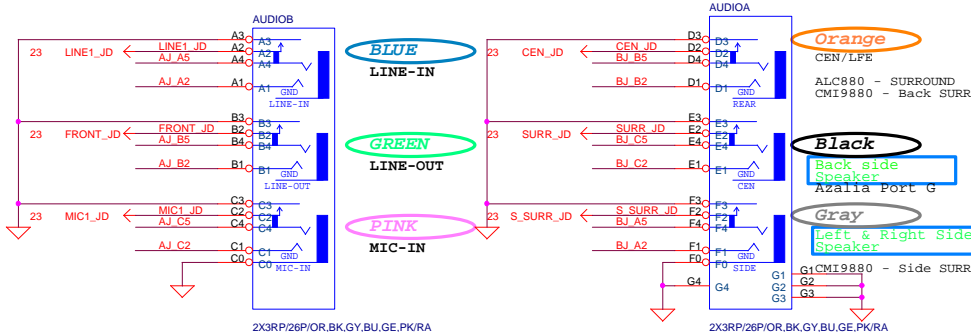 AUDIOB
A3
A3
23 LINE1_JD
LINE1_JD
A2
A2
AJ_A5
A4
A4
BLUE
LINE-IN
AJ_A2
A1
A1
GND
LINE-IN
B3
B3
23 FRONT_JD
FRONT_JD
B2
B2
AJ_B5
B4
B4
GREEN
LINE-OUT
AJ_B2
B1
B1
GND
LINE-OUT
C3
C3
23 MIC1_JD
MIC1_JD
C2
C2
AJ_C5
C4
C4
PINK
MIC-IN
AJ_C2
C1
C1
GND
C0
C0
MIC-IN
2X3RP/26P/OR,BK,GY,BU,GE,PK/RA
AUDIOA
D3
D3
23 CEN_JD
CEN_JD
D2
D2
BJ_B5
D4
D4
Orange
CEN/LFE
BJ_B2
D1
D1
GND
REAR
ALC880 - SURROUND
CMI9880 - Back SURR
E3
E3
23 SURR_JD
SURR_JD
E2
E2
BJ_C5
E4
E4
Black
Back side
Speaker
Azalia Port G
BJ_C2
E1
E1
GND
CEN
F3
F3
23 S_SURR_JD
S_SURR_JD
F2
F2
BJ_A5
F4
F4
Gray
Left & Right Side
Speaker
CMI9880 - Side SURR
BJ_A2
F1
F1
GND
F0
F0
SIDE
G4
G4
G1
G1
G2
G2
G3
G3
2X3RP/26P/OR,BK,GY,BU,GE,PK/RA